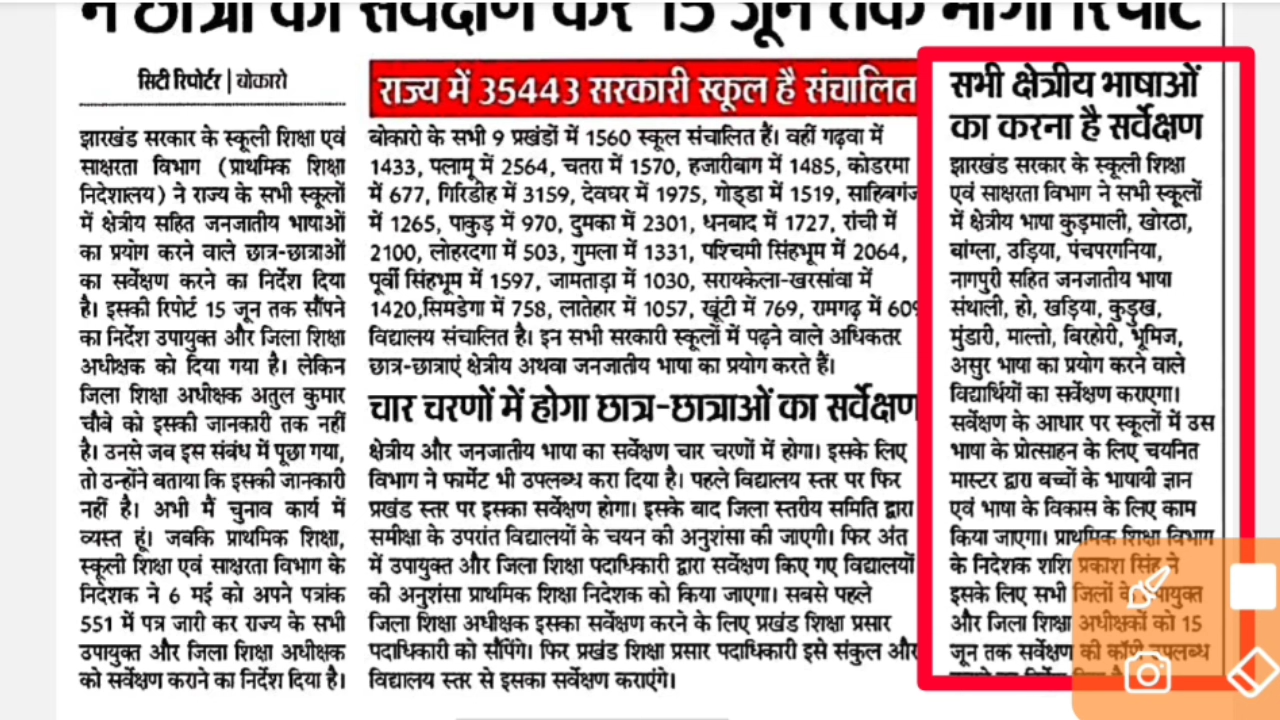 ने छात्रों का सर्वेक्षण कर 15 जून तक मांगी रिपोर्ट
सिटी रिपोर्टर | बोकारो
झारखंड सरकार के स्कूली शिक्षा एवं
साक्षरता विभाग (प्राथमिक शिक्षा
निदेशालय) ने राज्य के सभी स्कूलों
में क्षेत्रीय सहित जनजातीय भाषाओं
का प्रयोग करने वाले छात्र-छात्राओं
का सर्वेक्षण करने का निर्देश दिया
है। इसकी रिपोर्ट 15 जून तक सौंपने
का निर्देश उपायुक्त और जिला शिक्षा
अधीक्षक को दिया गया है। लेकिन
जिला शिक्षा अधीक्षक अतुल कुमार
चौबे को इसकी जानकारी तक नहीं
है। उनसे जब इस संबंध में पूछा गया,
तो उन्होंने बताया कि इसकी जानकारी
नहीं है। अभी मैं चुनाव कार्य में
व्यस्त हूं। जबकि प्राथमिक शिक्षा,
स्कूली शिक्षा एवं साक्षरता विभाग के
निदेशक ने 6 मई को अपने पत्रांक
551 में पत्र जारी कर राज्य के सभी
उपायुक्त और जिला शिक्षा अधीक्षक
को सर्वेक्षण कराने का निर्देश दिया है।
राज्य में 35443 सरकारी स्कूल है संचालित
बोकारो के सभी 9 प्रखंडों में 1560 स्कूल संचालित हैं। वहीं गढ़वा में
1433, पलामू में 2564, चतरा में 1570, हजारीबाग में 1485, कोडरमा
में 677, गिरिडीह में 3159, देवघर में 1975, गोड्डा में 1519, साहिबगंज
में 1265, पाकुड़ में 970, दुमका में 2301, धनबाद में 1727, रांची में
2100, लोहरदगा में 503, गुमला में 1331, पश्चिमी सिंहभूम में 2064,
पूर्वी सिंहभूम में 1597, जामताड़ा में 1030, सरायकेला-खरसांवा में
1420,सिमडेगा में 758, लातेहार में 1057, खूंटी में 769, रामगढ़ में 609
विद्यालय संचालित है। इन सभी सरकारी स्कूलों में पढ़ने वाले अधिकतर
छात्र-छात्राएं क्षेत्रीय अथवा जनजातीय भाषा का प्रयोग करते हैं।
चार चरणों में होगा छात्र-छात्राओं का सर्वेक्षण
क्षेत्रीय और जनजातीय भाषा का सर्वेक्षण चार चरणों में होगा। इसके लिए
विभाग ने फार्मेट भी उपलब्ध करा दिया है। पहले विद्यालय स्तर पर फिर
प्रखंड स्तर पर इसका सर्वेक्षण होगा। इसके बाद जिला स्तरीय समिति द्वारा
समीक्षा के उपरांत विद्यालयों के चयन की अनुशंसा की जाएगी। फिर अंत
में उपायुक्त और जिला शिक्षा पदाधिकारी द्वारा सर्वेक्षण किए गए विद्यालयों
की अनुशंसा प्राथमिक शिक्षा निदेशक को किया जाएगा। सबसे पहले
जिला शिक्षा अधीक्षक इसका सर्वेक्षण करने के लिए प्रखंड शिक्षा प्रसार
पदाधिकारी को सौंपिंगे। फिर प्रखंड शिक्षा प्रसार पदाधिकारी इसे संकुल और
विद्यालय स्तर से इसका सर्वेक्षण कराएंगे।
सभी क्षेत्रीय भाषाओं
का करना है सर्वेक्षण
झारखंड सरकार के स्कूली शिक्षा
एवं साक्षरता विभाग ने सभी स्कूलों
में क्षेत्रीय भाषा कुड़माली, खोरठा,
बांग्ला, उड़िया, पंचपरगनिया,
नागपुरी सहित जनजातीय भाषा
संथाली, हो, खड़िया, कुड़ुख,
मुंडारी, माल्तो, बिरहोरी, भूमिज,
असुर भाषा का प्रयोग करने वाले
विद्यार्थियों का सर्वेक्षण कराएगा।
सर्वेक्षण के आधार पर स्कूलों में उस
भाषा के प्रोत्साहन के लिए चयनित
मास्टर द्वारा बच्चों के भाषायी ज्ञान
एवं भाषा के विकास के लिए काम
किया जाएगा। प्राथमिक शिक्षा विभाग
के निदेशक शशि प्रकाश सिंह ने
इसके लिए सभी जिलों के उपायुक्त
और जिला शिक्षा अधीक्षकों को 15
जून तक सर्वेक्षण की कॉपी उपलब्ध